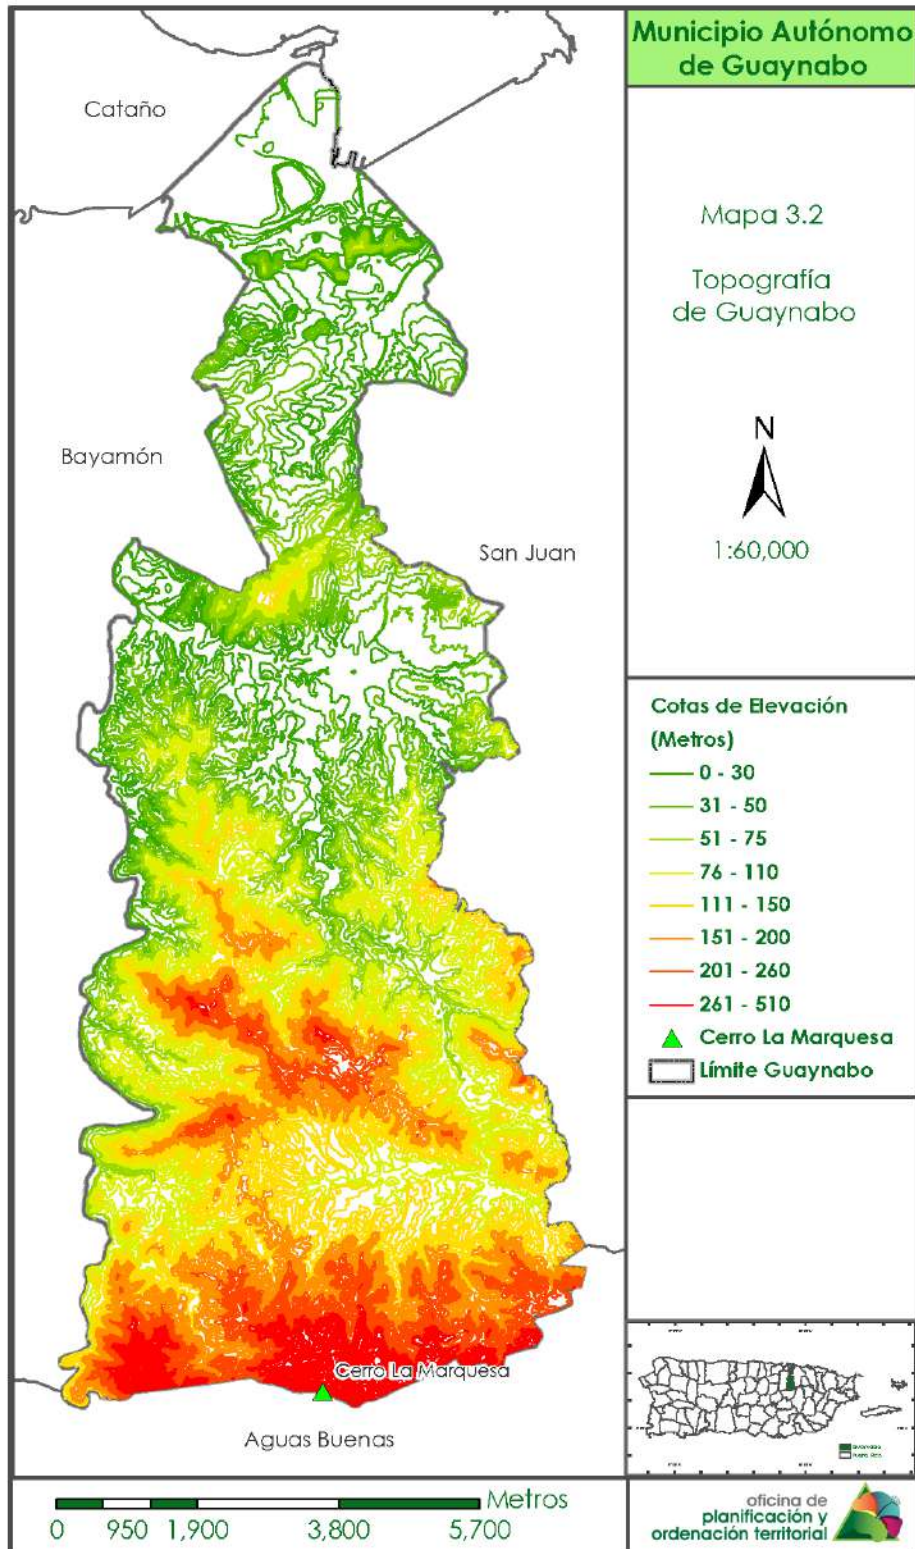 Municipio Autónomo
de Guaynabo
Mapa 3.2
Topografía
de Guaynabo
N
1:60,000
Cataño
Bayamón
San Juan
Cerro La Marquesa
Aguas Buenas
Cotas de Elevación
(Metros)
0 - 30
31 - 50
51 - 75
76 - 110
111 - 150
151 - 200
201 - 260
261 - 510
Cerro La Marquesa
Límite Guaynabo
Metros
0 950 1,900 3,800 5,700
oficina de
planificación y
ordenación territorial